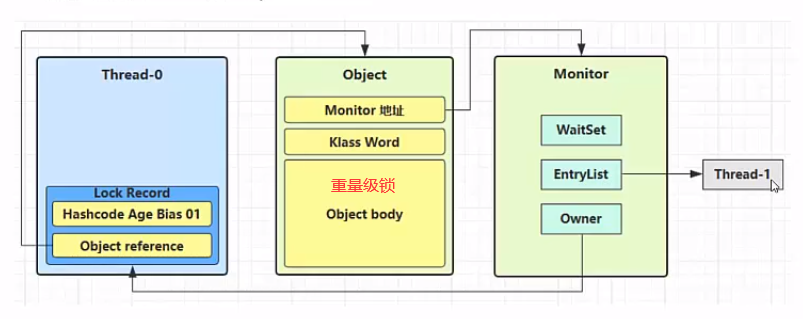 Thread-0
Lock Record
Hashcode Age Bias 01
Object reference
Object
Monitor 地址
Klass Word
重量级锁
Object body
Monitor
WaitSet
EntryList
Owner
Thread-1